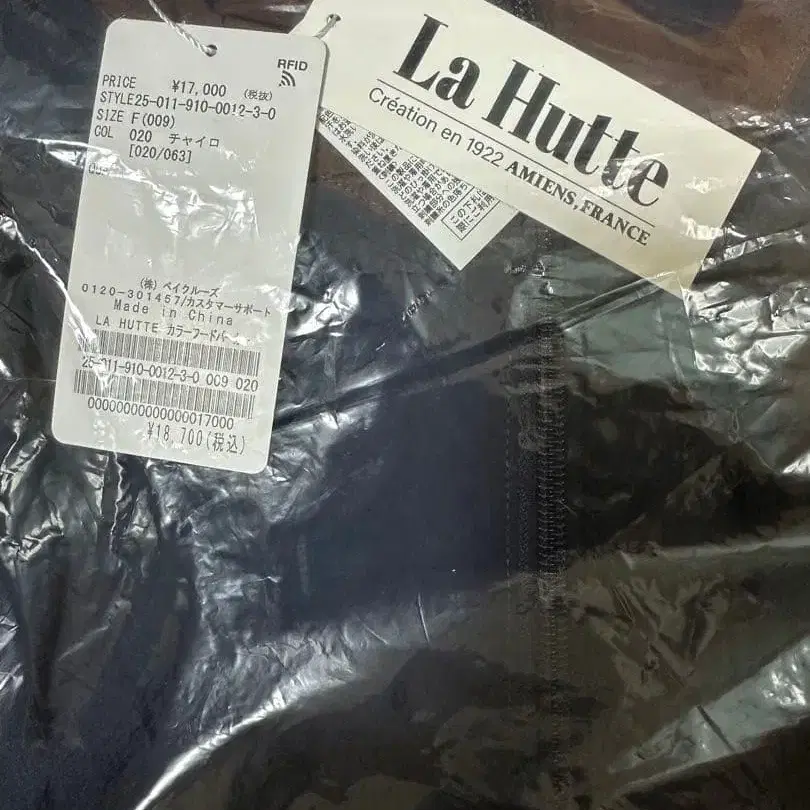 RFID
PRICE ¥17,000 (税抜)
STYLE25-011-910-0012-3-0
SIZE F(009)
COL 020 チャイロ
[020/063]
(株) ベイクルーズ
0120-301457/カスタマーサポート
Made in China
LA HUTTE カラーフードパ
25-011-910-0012-3-0 009 020
00000000000000017000
¥18,700(税込)
La Hutte
Création en 1922 AMIENS, FRANCE